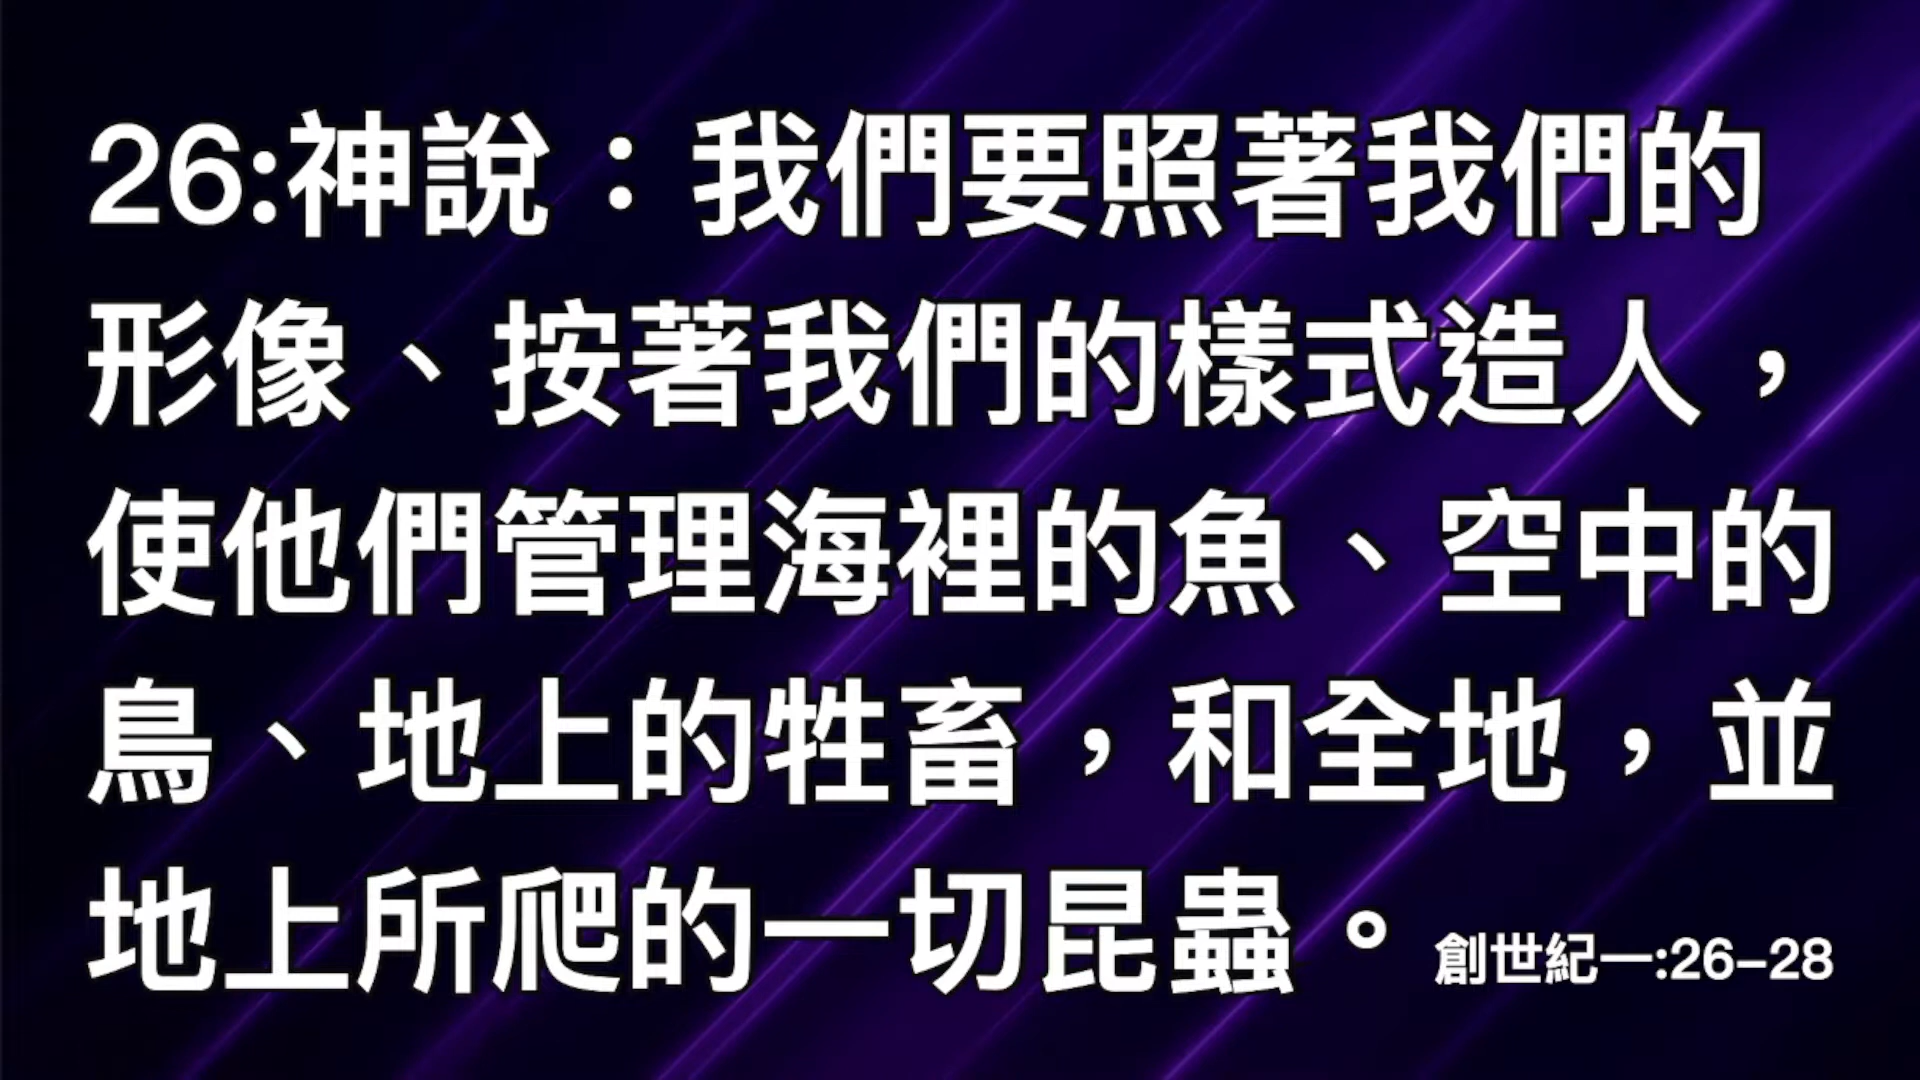 26:神說：我們要照著我們的
形像、按著我們的樣式造人，
使他們管理海裡的魚、空中的
鳥、地上的牲畜，和全地，並
地上所爬的一切昆蟲。
創世紀一:26-28